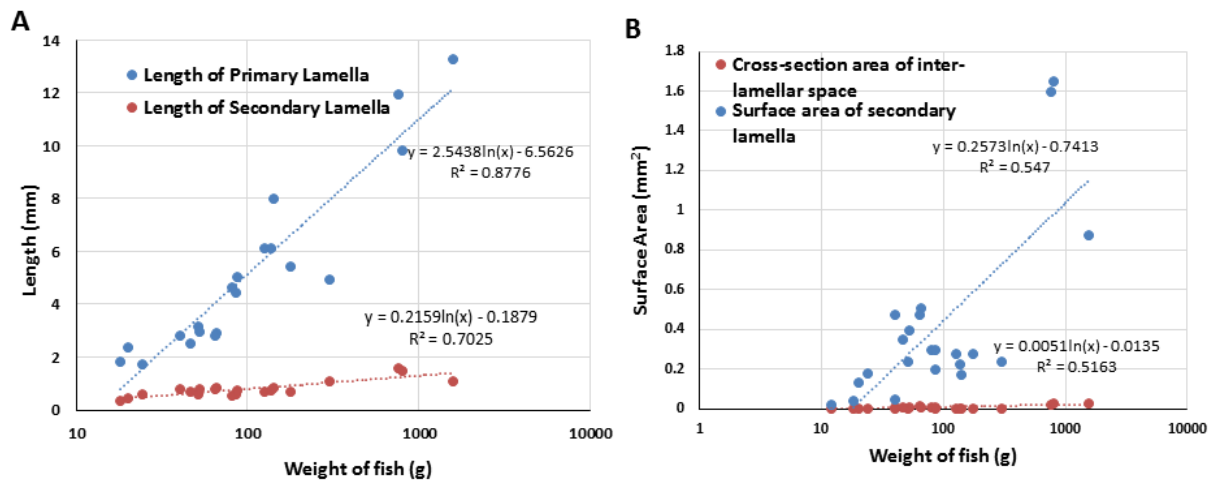 A
14
12
10
8
6
4
2
0
Length (mm)
Length of Primary Lamella
Length of Secondary Lamella
y = 2.5438ln(x) - 6.5626
R² = 0.8776
y = 0.2159ln(x) - 0.1879
R² = 0.7025
10 100 1000 10000
Weight of fish (g)
B
1.8
1.6
1.4
1.2
1
0.8
0.6
0.4
0.2
0
Surface Area (mm²)
Cross-section area of inter-
lamellar space
Surface area of secondary
lamella
y = 0.2573ln(x) - 0.7413
R² = 0.547
y = 0.0051ln(x) - 0.0135
R² = 0.5163
1 10 100 1000 10000
Weight of fish (g)